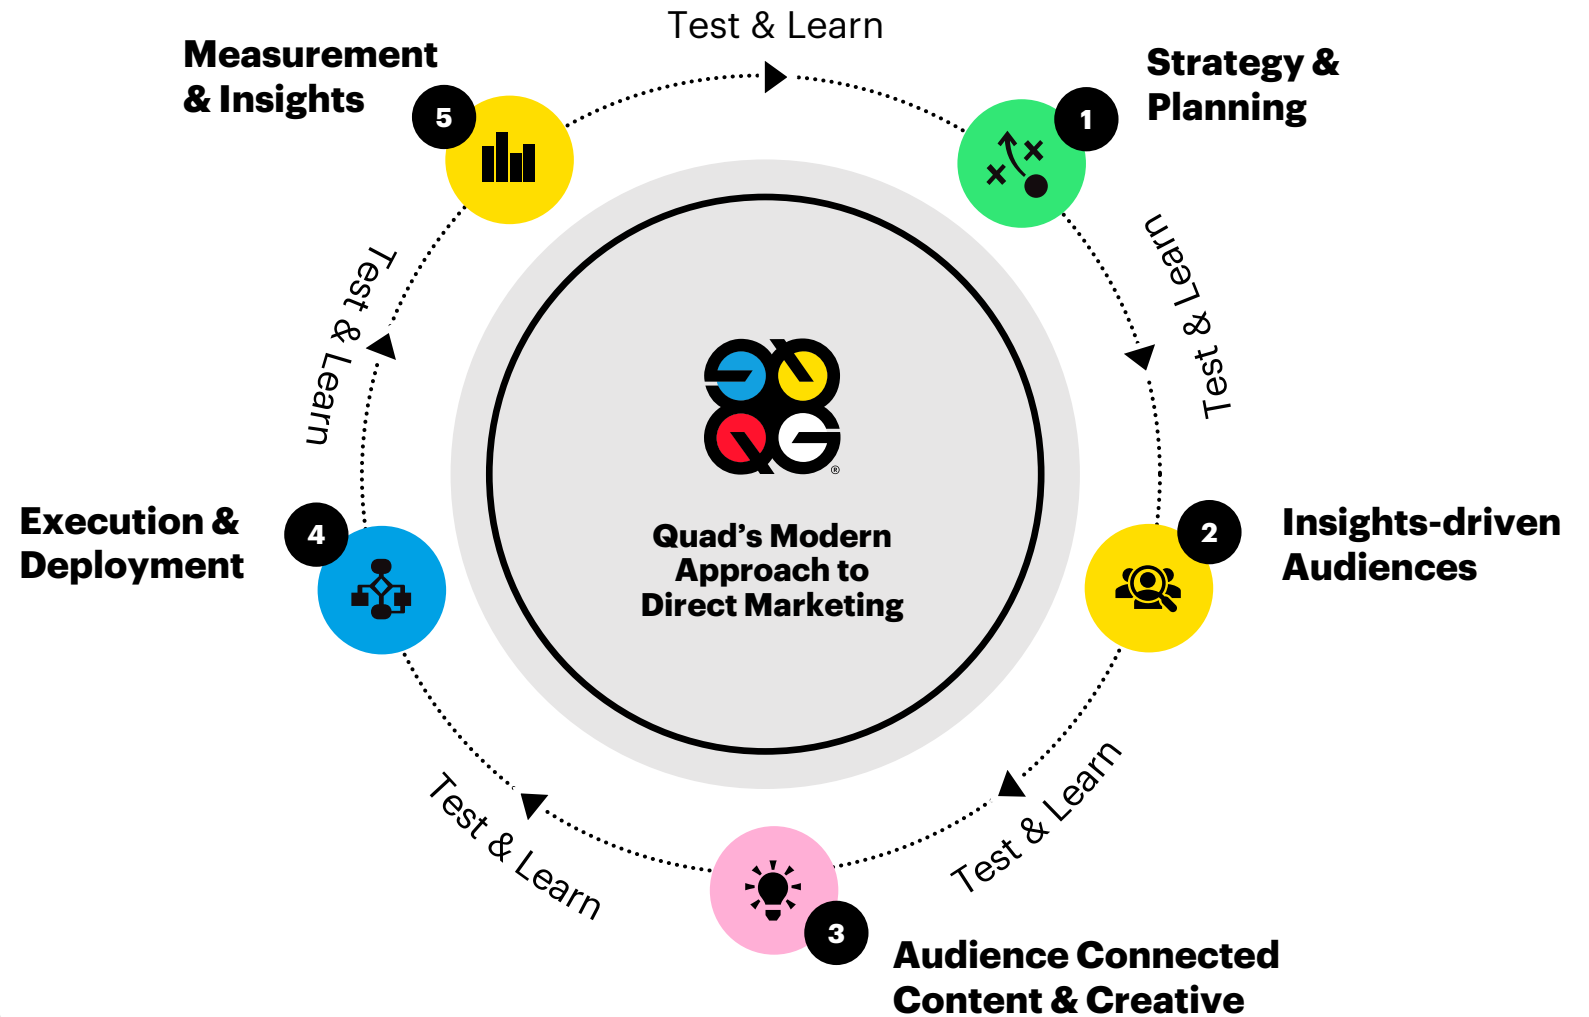 Test & Learn
Measurement
& Insights
5
Strategy &
Planning
1
Test & Learn
Test & Learn
Quad’s Modern
Approach to
Direct Marketing
®
Execution &
Deployment
4
2
Insights-driven
Audiences
Test & Learn
Test & Learn
3
Audience Connected
Content & Creative